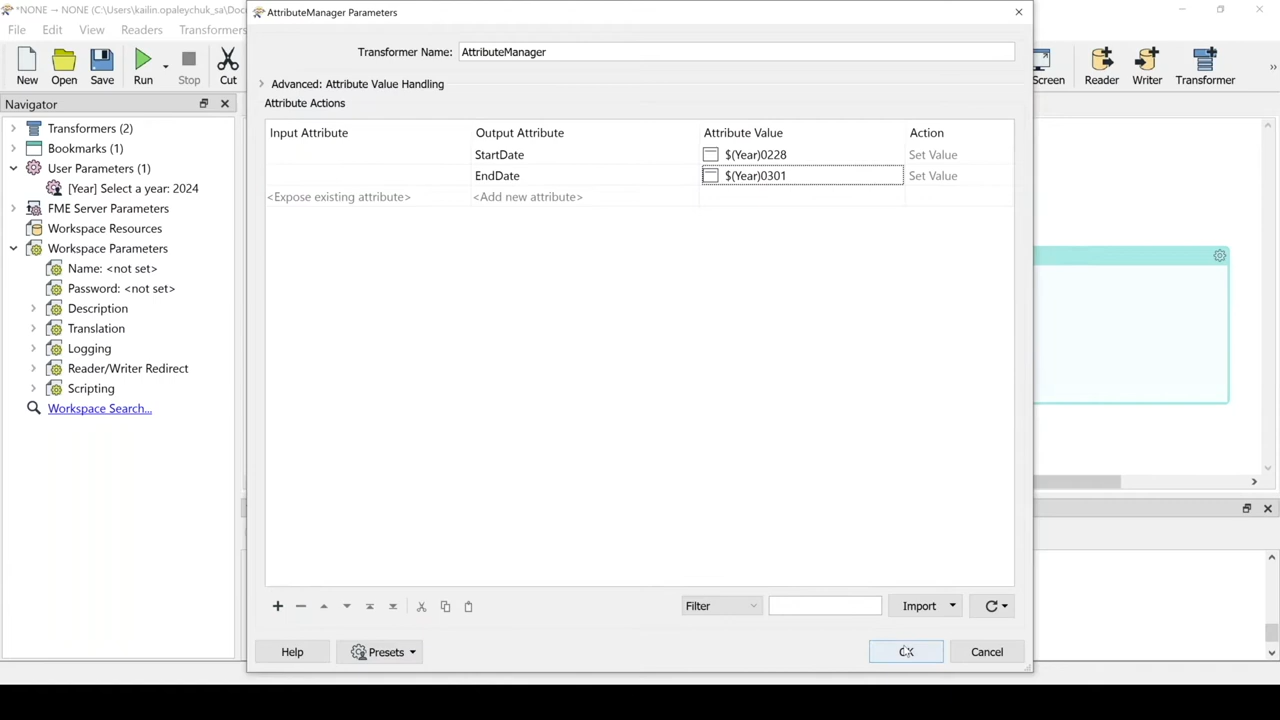 *NONE → NONE (C:\Users\kailin.opaleychuk_sa\Doc
AttributeManager Parameters
File
Edit
View
Readers
Transformers
New
Open
Save
Run
Stop
Cut
Screen
Reader
Writer
Transformer
Navigator
Transformers (2)
Bookmarks (1)
User Parameters (1)
[Year] Select a year: 2024
FME Server Parameters
Workspace Resources
Workspace Parameters
Name: <not set>
Password: <not set>
Description
Translation
Logging
Reader/Writer Redirect
Scripting
Workspace Search...
Transformer Name: AttributeManager
Advanced: Attribute Value Handling
Attribute Actions
Input Attribute Output Attribute Attribute Value Action
StartDate $(Year)0228 Set Value
EndDate $(Year)0301 Set Value
<Expose existing attribute> <Add new attribute>
Filter
Import
Help
Presets
OK
Cancel